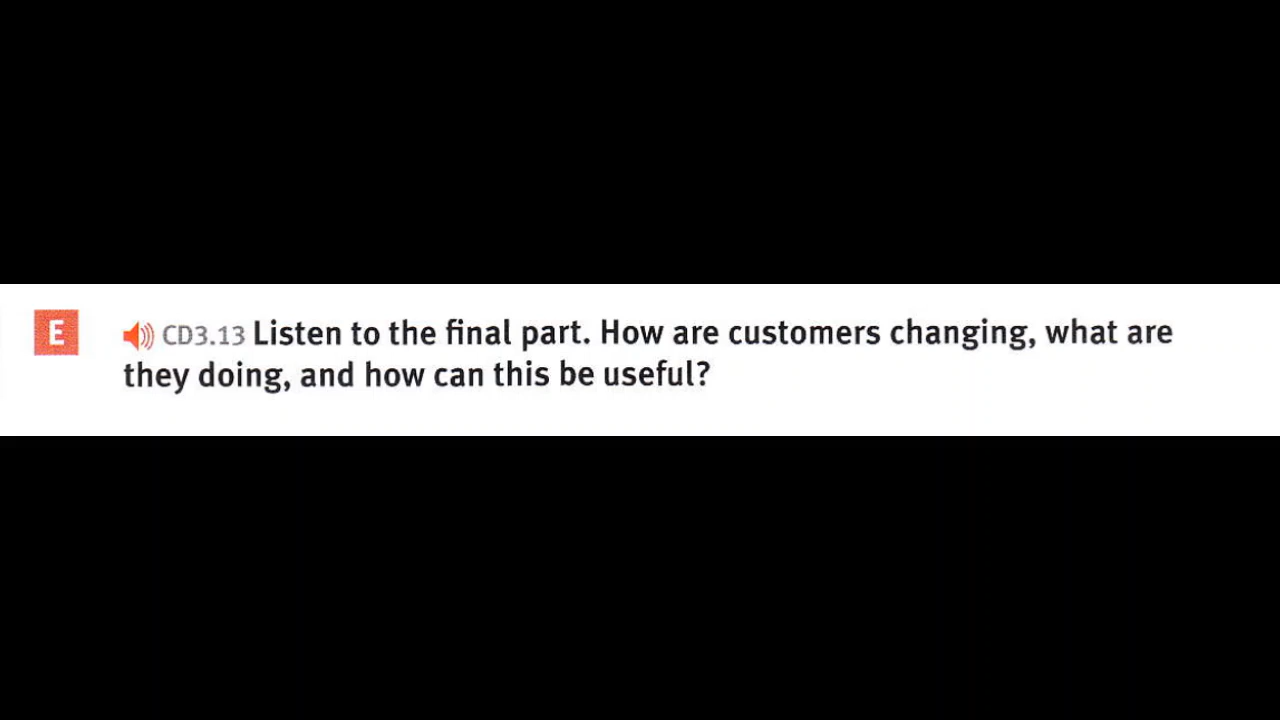 E CD3.13 Listen to the final part. How are customers changing, what are
they doing, and how can this be useful?